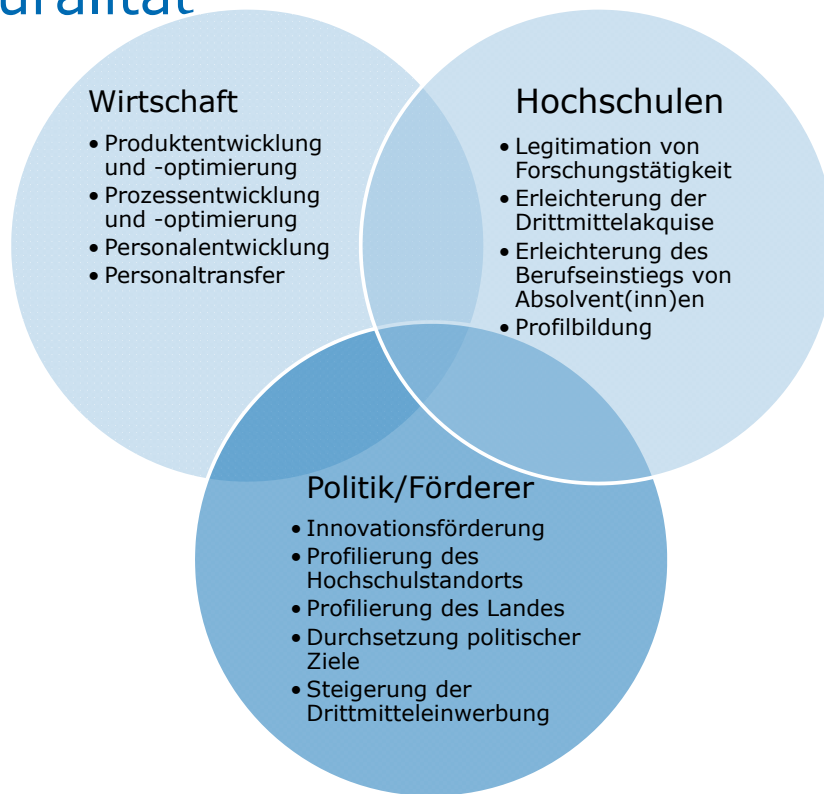 uralität
Wirtschaft
• Produktentwicklung
und -optimierung
• Prozessentwicklung
und -optimierung
• Personalentwicklung
• Personaltransfer
Hochschulen
• Legitimation von
Forschungstätigkeit
• Erleichterung der
Drittmittelakquise
• Erleichterung des
Berufseinstiegs von
Absolvent(inn)en
• Profilbildung
Politik/Förderer
• Innovationsförderung
• Profilierung des
Hochschulstandorts
• Profilierung des Landes
• Durchsetzung politischer
Ziele
• Steigerung der
Drittmitteleinwerbung